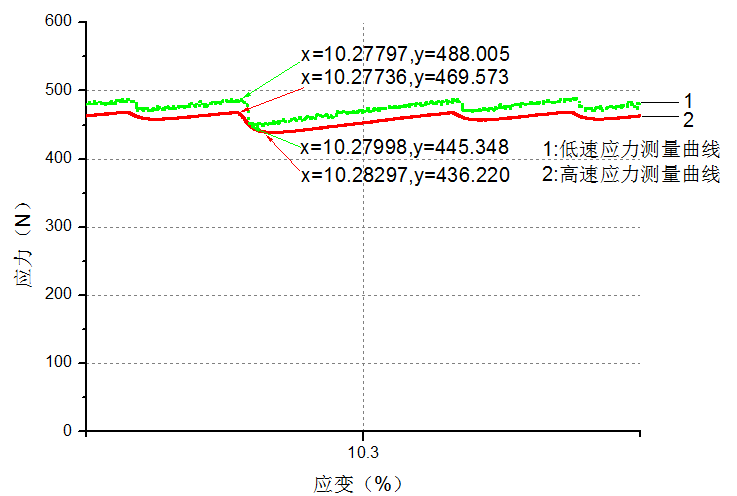 600
x=10.27797,y=488.005
x=10.27736,y=469.573
500
1
2
400
x=10.27998,y=445.348
1:低速应力测量曲线
x=10.28297,y=436.220
2:高速应力测量曲线
300
应力（N）
200
100
0
10.3
应变（%）